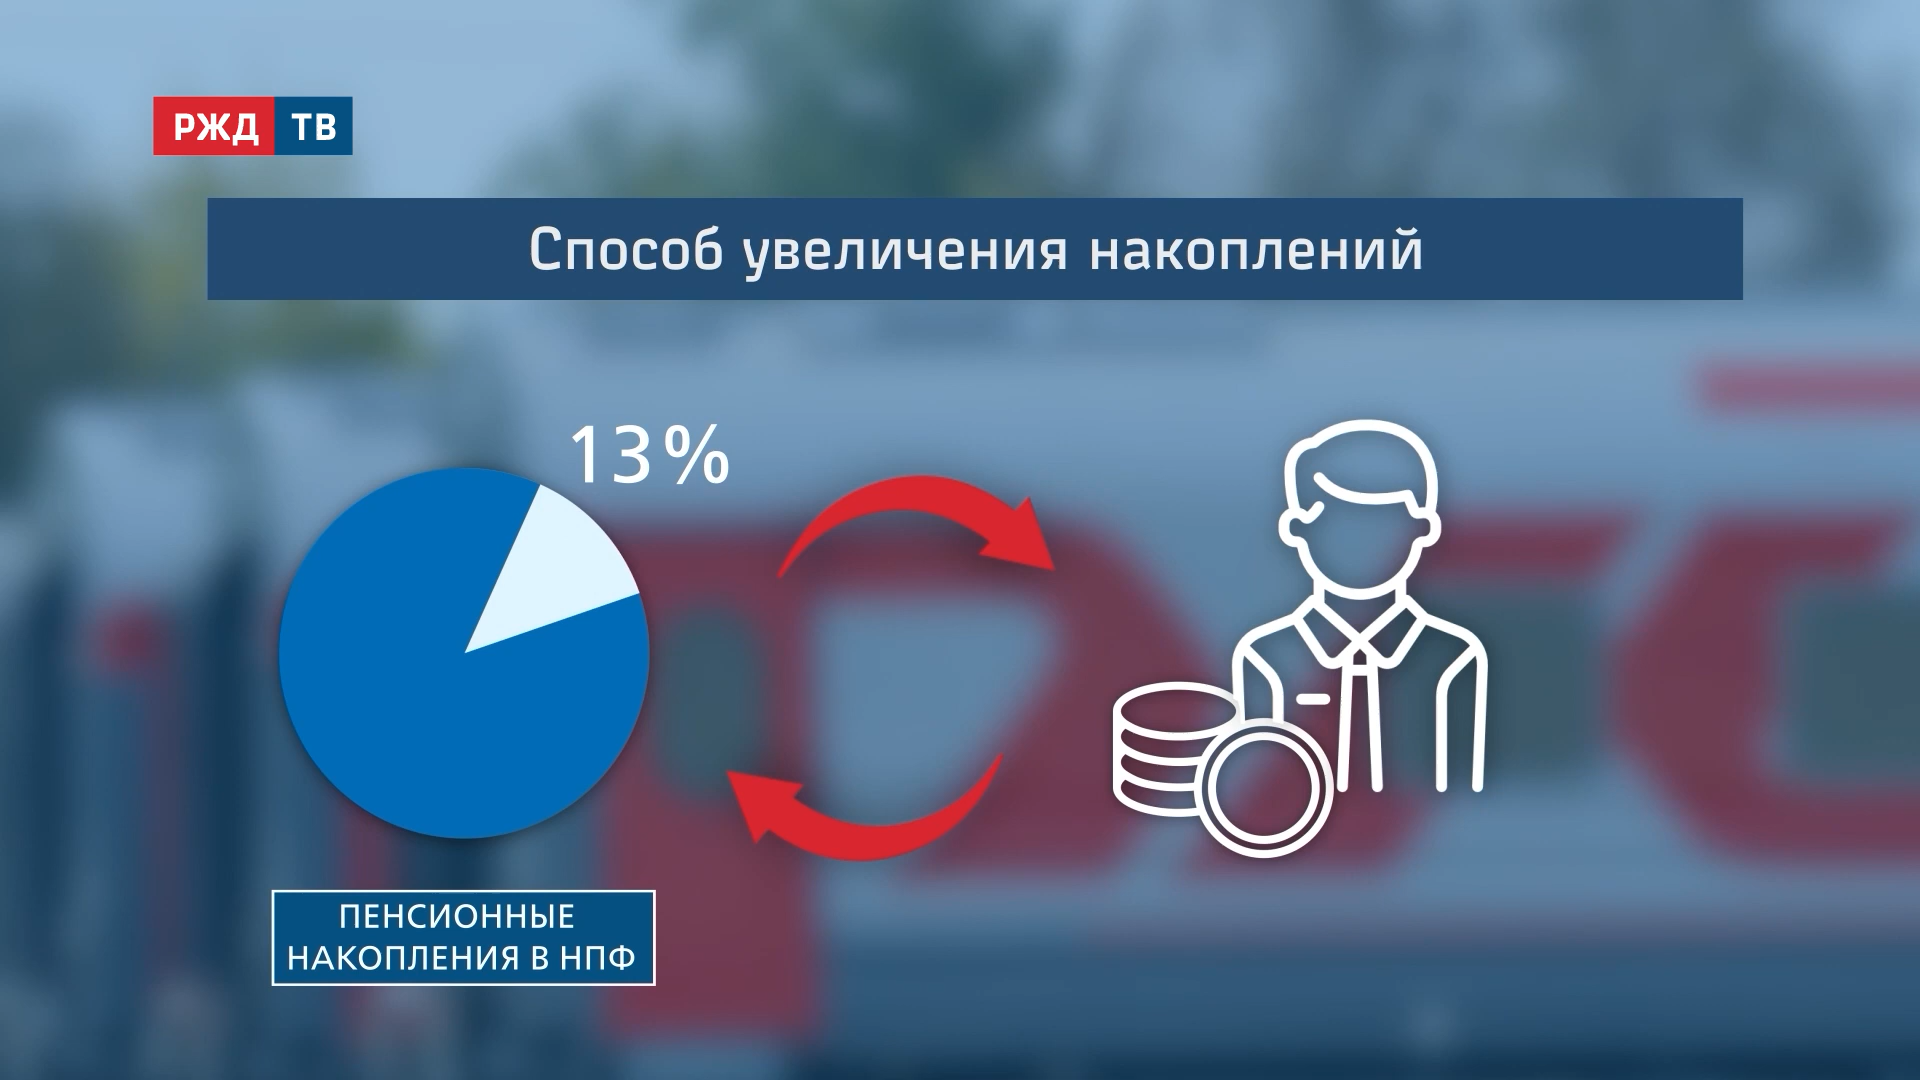 РЖД ТВ
Способ увеличения накоплений
13%
ПЕНСИОННЫЕ
НАКОПЛЕНИЯ В НПФ